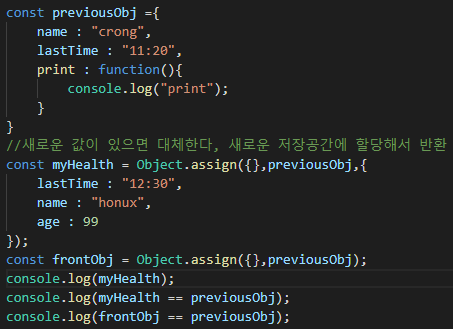 const previousObj ={
    name : "crong",
    lastTime : "11:20",
    print : function(){
        console.log("print");
    }
}
//새로운 값이 있으면 대체한다, 새로운 저장공간에 할당해서 반환
const myHealth = Object.assign({},previousObj,{
    lastTime : "12:30",
    name : "honux",
    age : 99
});
const frontObj = Object.assign({},previousObj);
console.log(myHealth);
console.log(myHealth == previousObj);
console.log(frontObj == previousObj);